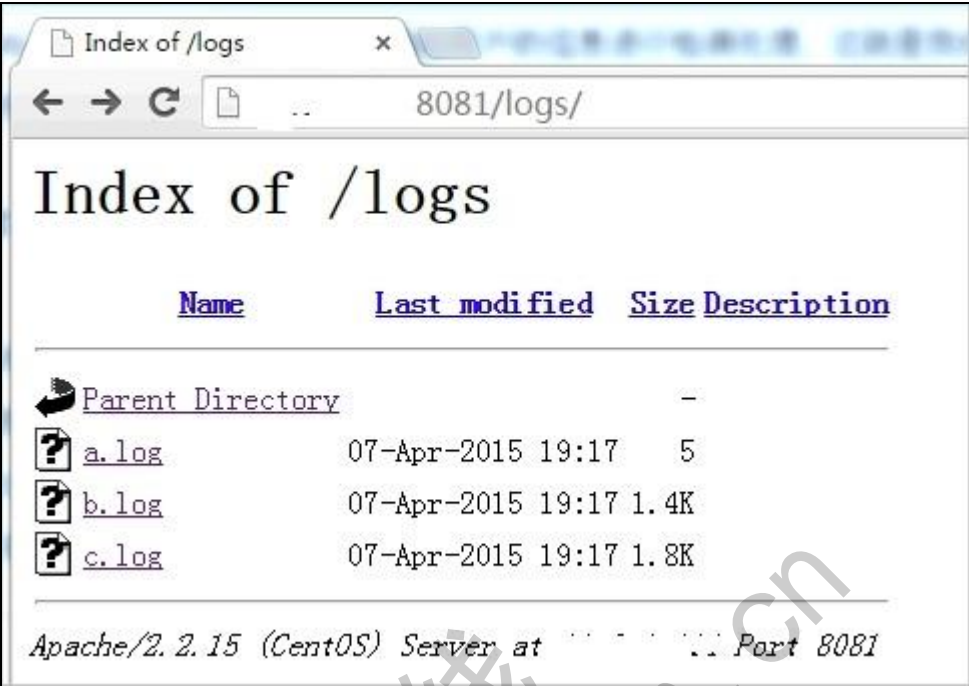 Index of /logs
8081/logs/
Index of /logs
Name Last modified Size Description
Parent Directory -
a.log 07-Apr-2015 19:17 5
b.log 07-Apr-2015 19:17 1.4K
c.log 07-Apr-2015 19:17 1.8K
Apache/2.2.15 (CentOS) Server at Port 8081
cn